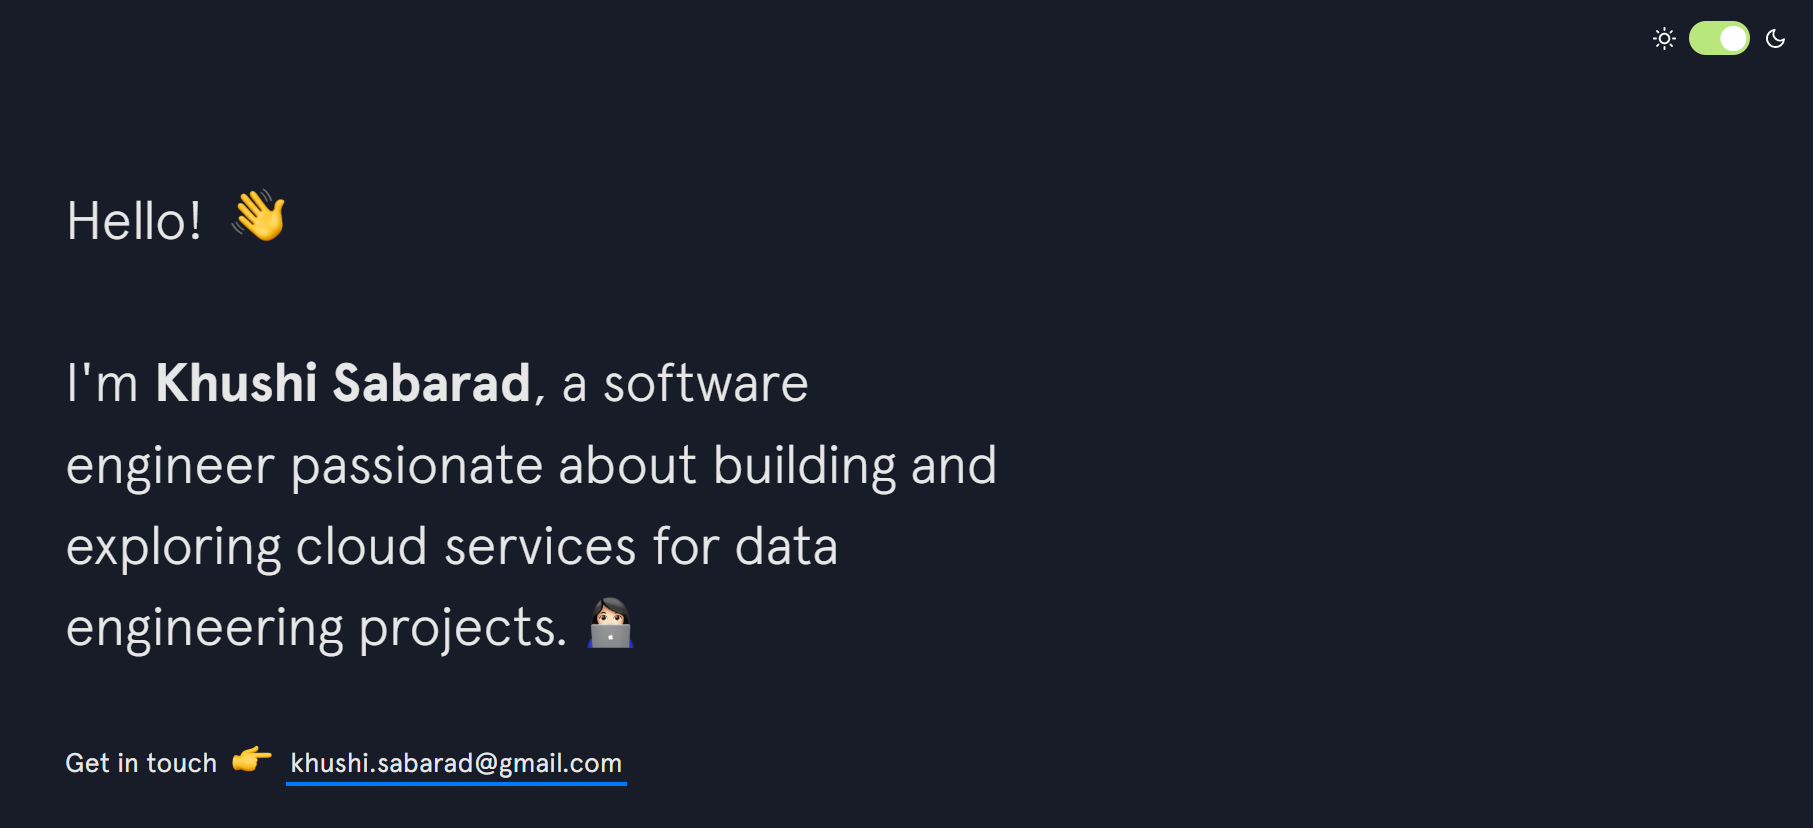 Hello! 👋
I'm Khushi Sabarad, a software
engineer passionate about building and
exploring cloud services for data
engineering projects. 👩🏻‍💻
Get in touch 👉 khushi.sabarad@gmail.com